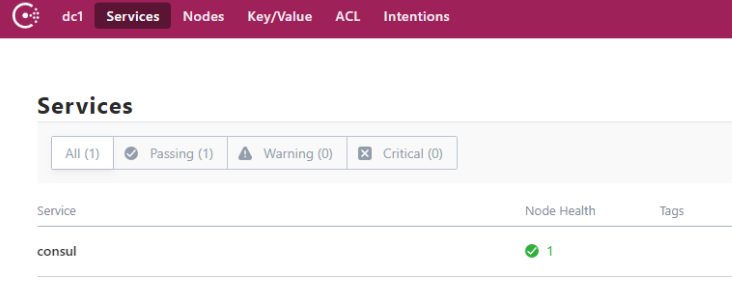 dc1 Services Nodes Key/Value ACL Intentions
Services
All (1) Passing (1) Warning (0) Critical (0)
Service Node Health Tags
consul 1